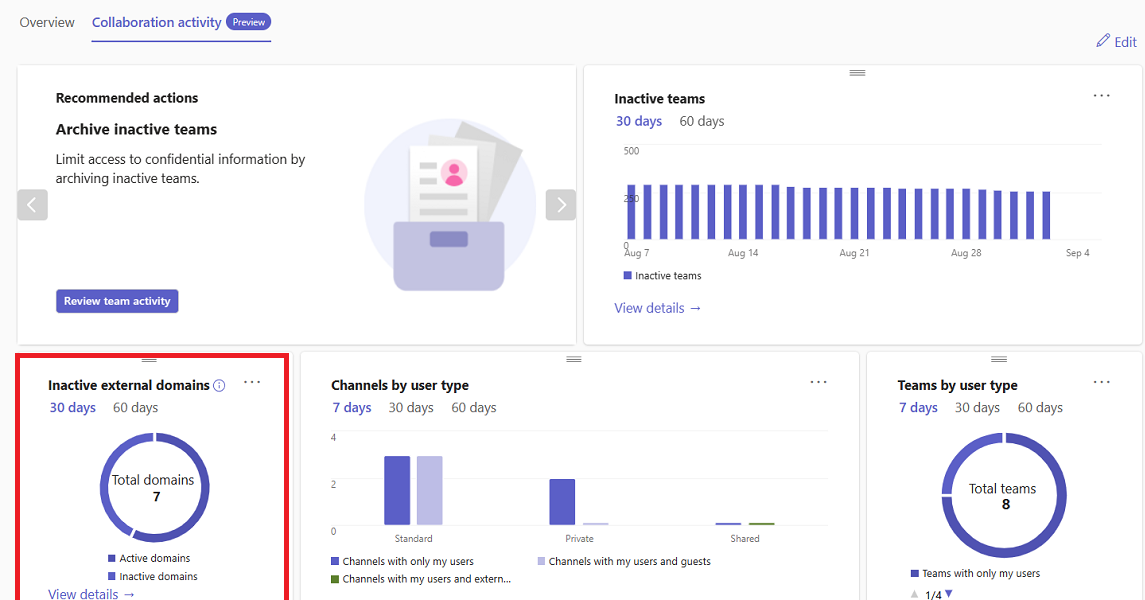 Overview
Collaboration activity Preview
Edit
Recommended actions
Archive inactive teams
Limit access to confidential information by
archiving inactive teams.
Review team activity
Inactive teams
30 days 60 days
500
250
0
Aug 7 Aug 14 Aug 21 Aug 28 Sep 4
Inactive teams
View details →
Inactive external domains
30 days 60 days
Total domains
7
Active domains
Inactive domains
View details →
Channels by user type
7 days 30 days 60 days
4
2
0
Standard Private Shared
Channels with only my users Channels with my users and guests
Channels with my users and extern...
Teams by user type
7 days 30 days 60 days
Total teams
8
Teams with only my users
1/4